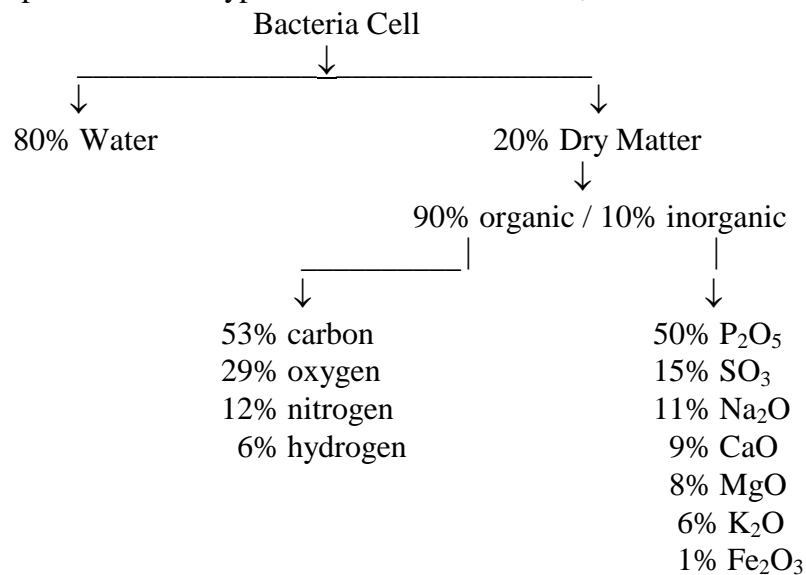 Bacteria Cell
80% Water 20% Dry Matter
90% organic / 10% inorganic
53% carbon 50% P₂O₅
29% oxygen 15% SO₃
12% nitrogen 11% Na₂O
6% hydrogen 9% CaO
8% MgO
6% K₂O
1% Fe₂O₃